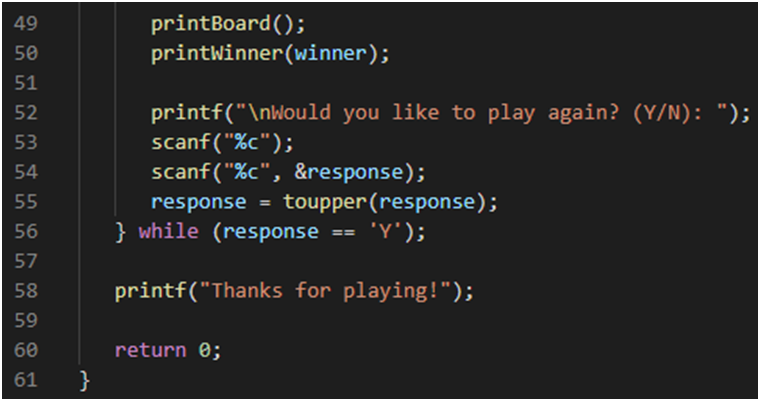 49 printBoard();
50 printWinner(winner);
51
52 printf("\nWould you like to play again? (Y/N): ");
53 scanf("%c");
54 scanf("%c", &response);
55 response = toupper(response);
56 } while (response == 'Y');
57
58 printf("Thanks for playing!");
59
60 return 0;
61 }